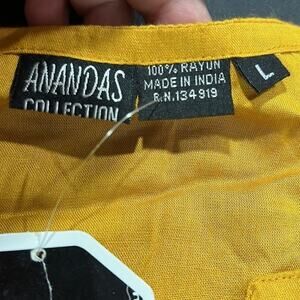 ANANDAS
COLLECTION
100% RAYON
MADE IN INDIA
R.N.134919
L